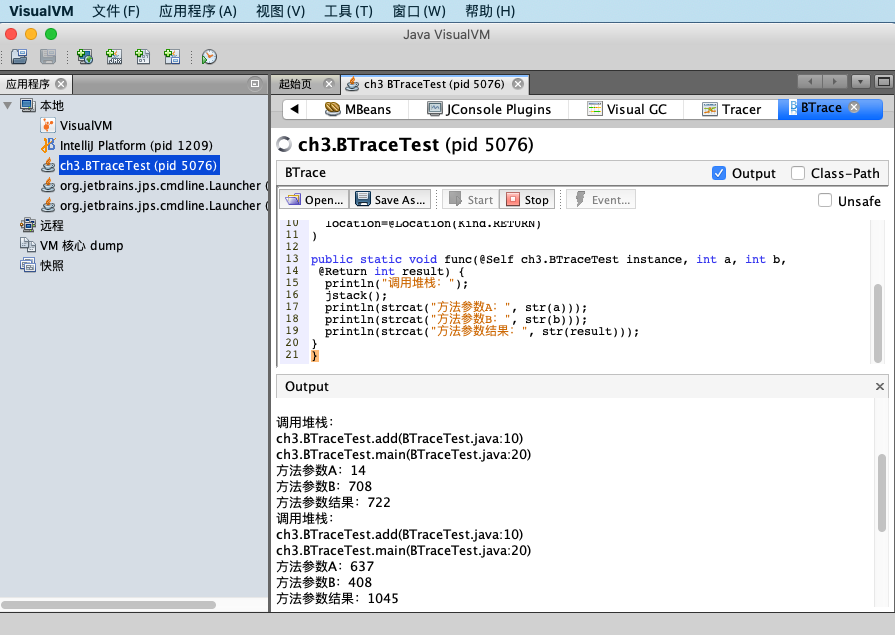 VisualVM 文件(F) 应用程序(A) 视图(V) 工具(T) 窗口(W) 帮助(H)
Java VisualVM
应用程序
本地
VisualVM
IntelliJ Platform (pid 1209)
ch3.BTraceTest (pid 5076)
org.jetbrains.jps.cmdline.Launcher (
org.jetbrains.jps.cmdline.Launcher (
远程
VM 核心 dump
快照
起始页 ch3 BTraceTest (pid 5076)
MBeans JConsole Plugins Visual GC Tracer BTrace
ch3.BTraceTest (pid 5076)
BTrace Output Class-Path
Open... Save As... Start Stop Event... Unsafe
10 location=@Location(Kind.RETURN)
11 )
12
13 public static void func(@Self ch3.BTraceTest instance, int a, int b,
14 @Return int result) {
15 println("调用堆栈：");
16 jstack();
17 println(strcat("方法参数A：", str(a)));
18 println(strcat("方法参数B：", str(b)));
19 println(strcat("方法参数结果：", str(result)));
20 }
21 }
Output
调用堆栈：
ch3.BTraceTest.add(BTraceTest.java:10)
ch3.BTraceTest.main(BTraceTest.java:20)
方法参数A：14
方法参数B：708
方法参数结果：722
调用堆栈：
ch3.BTraceTest.add(BTraceTest.java:10)
ch3.BTraceTest.main(BTraceTest.java:20)
方法参数A：637
方法参数B：408
方法参数结果：1045